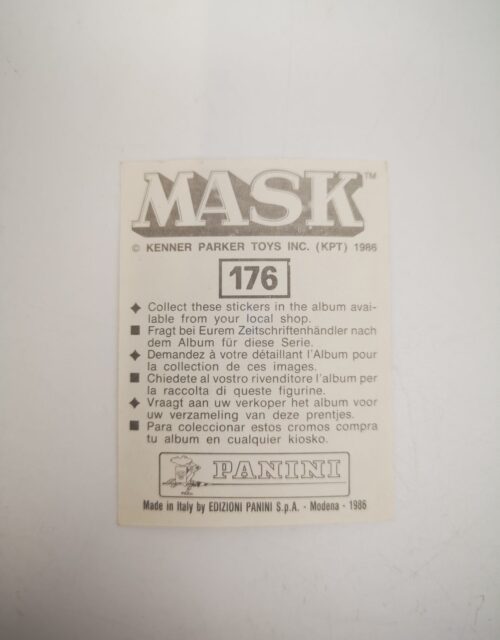 MASK™
© KENNER PARKER TOYS INC. (KPT) 1986
176
◆ Collect these stickers in the album avai-
lable from your local shop.
■ Fragt bei Eurem Zeitschriftenhändler nach
dem Album für diese Serie.
◆ Demandez à votre détaillant l'Album pour
la collection de ces images.
■ Chiedete al vostro rivenditore l'album per
la raccolta di queste figurine.
◆ Vraagt aan uw verkoper het album voor
uw verzameling van deze prentjes.
■ Para coleccionar estos cromos compra
tu album en cualquier kiosko.
PANINI
Made in Italy by EDIZIONI PANINI S.p.A. - Modena - 1986